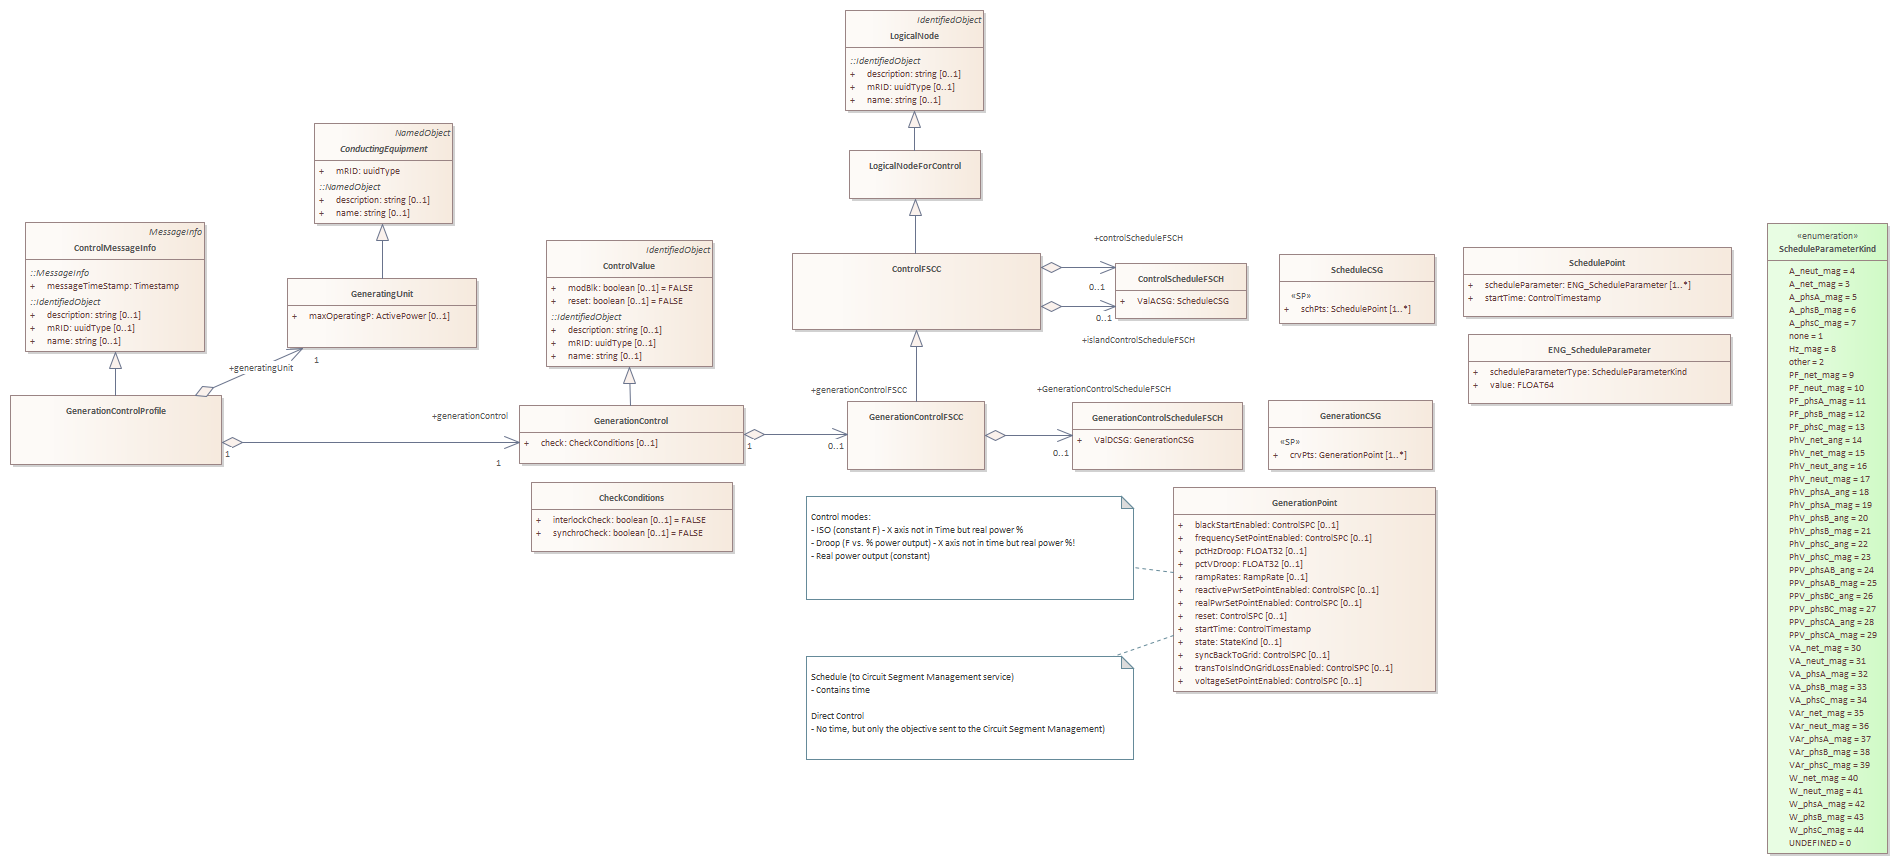 IdentifiedObject
LogicalNode
::IdentifiedObject
+ description: string [0..1]
+ mRID: uuidType [0..1]
+ name: string [0..1]
LogicalNodeForControl
NamedObject
ConductingEquipment
+ mRID: uuidType
::NamedObject
+ description: string [0..1]
+ name: string [0..1]
MessageInfo
ControlMessageInfo
::MessageInfo
+ messageTimeStamp: Timestamp
::IdentifiedObject
+ description: string [0..1]
+ mRID: uuidType [0..1]
+ name: string [0..1]
GeneratingUnit
+ maxOperatingP: ActivePower [0..1]
+generatingUnit
1
GenerationControlProfile
1
+generationControl
1
IdentifiedObject
ControlValue
+ modBlk: boolean [0..1] = FALSE
+ reset: boolean [0..1] = FALSE
::IdentifiedObject
+ description: string [0..1]
+ mRID: uuidType [0..1]
+ name: string [0..1]
GenerationControl
+ check: CheckConditions [0..1]
1
+generationControlFSCC
0..1
CheckConditions
+ interlockCheck: boolean [0..1] = FALSE
+ synchroCheck: boolean [0..1] = FALSE
ControlFSCC
+controlScheduleFSCH
0..1
0..1
+islandControlScheduleFSCH
ControlScheduleFSCH
+ ValACSG: ScheduleCSG
GenerationControlFSCC
+GenerationControlScheduleFSCH
0..1
GenerationControlScheduleFSCH
+ ValDCSG: GenerationCSG
ScheduleCSG
«SP»
+ schPts: SchedulePoint [1..*]
SchedulePoint
+ scheduleParameter: ENG_ScheduleParameter [1..*]
+ startTime: ControlTimestamp
ENG_ScheduleParameter
+ scheduleParameterType: ScheduleParameterKind
+ value: FLOAT64
GenerationCSG
«SP»
+ crvPts: GenerationPoint [1..*]
Control modes:
- ISO (constant F) - X axis not in Time but real power %
- Droop (F vs. % power output) - X axis not in time but real power %!
- Real power output (constant)
Schedule (to Circuit Segment Management service)
- Contains time
Direct Control
- No time, but only the objective sent to the Circuit Segment Management)
GenerationPoint
+ blackStartEnabled: ControlSPC [0..1]
+ frequencySetPointEnabled: ControlSPC [0..1]
+ pctHzDroop: FLOAT32 [0..1]
+ pctVDroop: FLOAT32 [0..1]
+ rampRates: RampRate [0..1]
+ reactivePwrSetPointEnabled: ControlSPC [0..1]
+ realPwrSetPointEnabled: ControlSPC [0..1]
+ reset: ControlSPC [0..1]
+ startTime: ControlTimestamp
+ state: StateKind [0..1]
+ syncBackToGrid: ControlSPC [0..1]
+ transToIslndOnGridLossEnabled: ControlSPC [0..1]
+ voltageSetPointEnabled: ControlSPC [0..1]
«enumeration»
ScheduleParameterKind
A_neut_mag = 4
A_net_mag = 3
A_phsA_mag = 5
A_phsB_mag = 6
A_phsC_mag = 7
none = 1
Hz_mag = 8
other = 2
PF_net_mag = 9
PF_neut_mag = 10
PF_phsA_mag = 11
PF_phsB_mag = 12
PF_phsC_mag = 13
PhV_net_ang = 14
PhV_net_mag = 15
PhV_neut_ang = 16
PhV_neut_mag = 17
PhV_phsA_ang = 18
PhV_phsA_mag = 19
PhV_phsB_ang = 20
PhV_phsB_mag = 21
PhV_phsC_ang = 22
PhV_phsC_mag = 23
PPV_phsAB_ang = 24
PPV_phsAB_mag = 25
PPV_phsBC_ang = 26
PPV_phsBC_mag = 27
PPV_phsCA_ang = 28
PPV_phsCA_mag = 29
VA_net_mag = 30
VA_neut_mag = 31
VA_phsA_mag = 32
VA_phsB_mag = 33
VA_phsC_mag = 34
VAr_net_mag = 35
VAr_neut_mag = 36
VAr_phsA_mag = 37
VAr_phsB_mag = 38
VAr_phsC_mag = 39
W_net_mag = 40
W_neut_mag = 41
W_phsA_mag = 42
W_phsB_mag = 43
W_phsC_mag = 44
UNDEFINED = 0